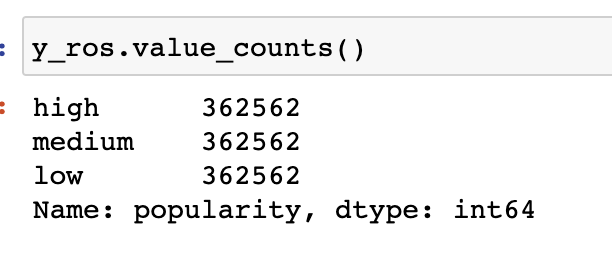 : y_ros.value_counts()
: high 362562
medium 362562
low 362562
Name: popularity, dtype: int64